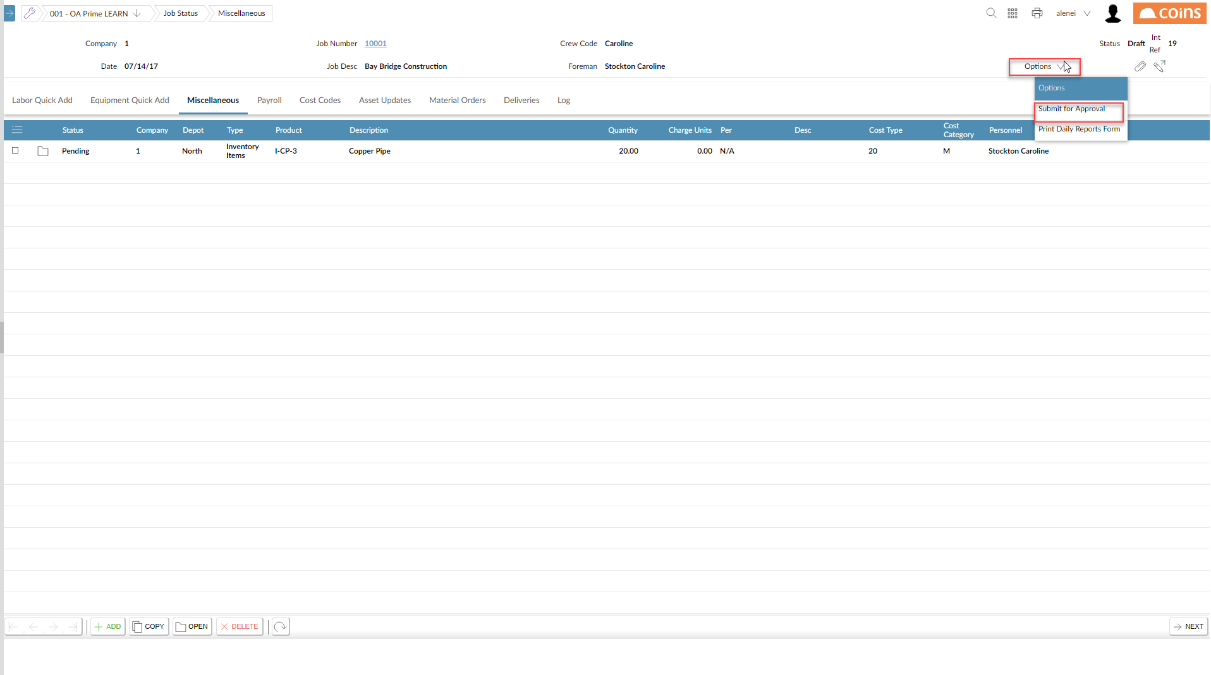 001 - OA Prime LEARN Job Status Miscellaneous alenei coins
Company 1 Job Number 10001 Crew Code Caroline Status Draft Int Ref 19
Date 07/14/17 Job Desc Bay Bridge Construction Foreman Stockton Caroline Options
Options
Submit for Approval
Print Daily Reports Form
Labor Quick Add Equipment Quick Add Miscellaneous Payroll Cost Codes Asset Updates Material Orders Deliveries Log
Status Company Depot Type Product Description Quantity Charge Units Per Desc Cost Type Cost Category Personnel
Pending 1 North Inventory Items I-CP-3 Copper Pipe 20.00 0.00 N/A 20 M Stockton Caroline
ADD COPY OPEN DELETE NEXT